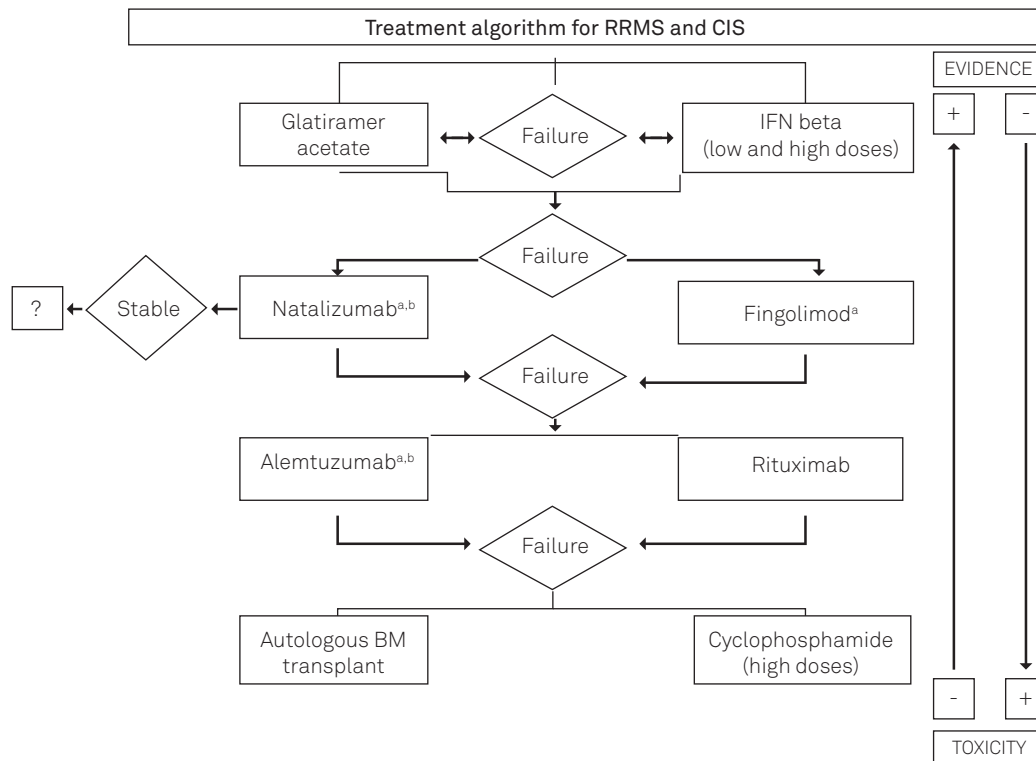 Treatment algorithm for RRMS and CIS
EVIDENCE
+
-
Glatiramer
acetate
Failure
IFN beta
(low and high doses)
Failure
?
Stable
Natalizumabᵃ,ᵇ
Fingolimodᵃ
Failure
Alemtuzumabᵃ,ᵇ
Rituximab
Failure
Autologous BM
transplant
Cyclophosphamide
(high doses)
-
+
TOXICITY